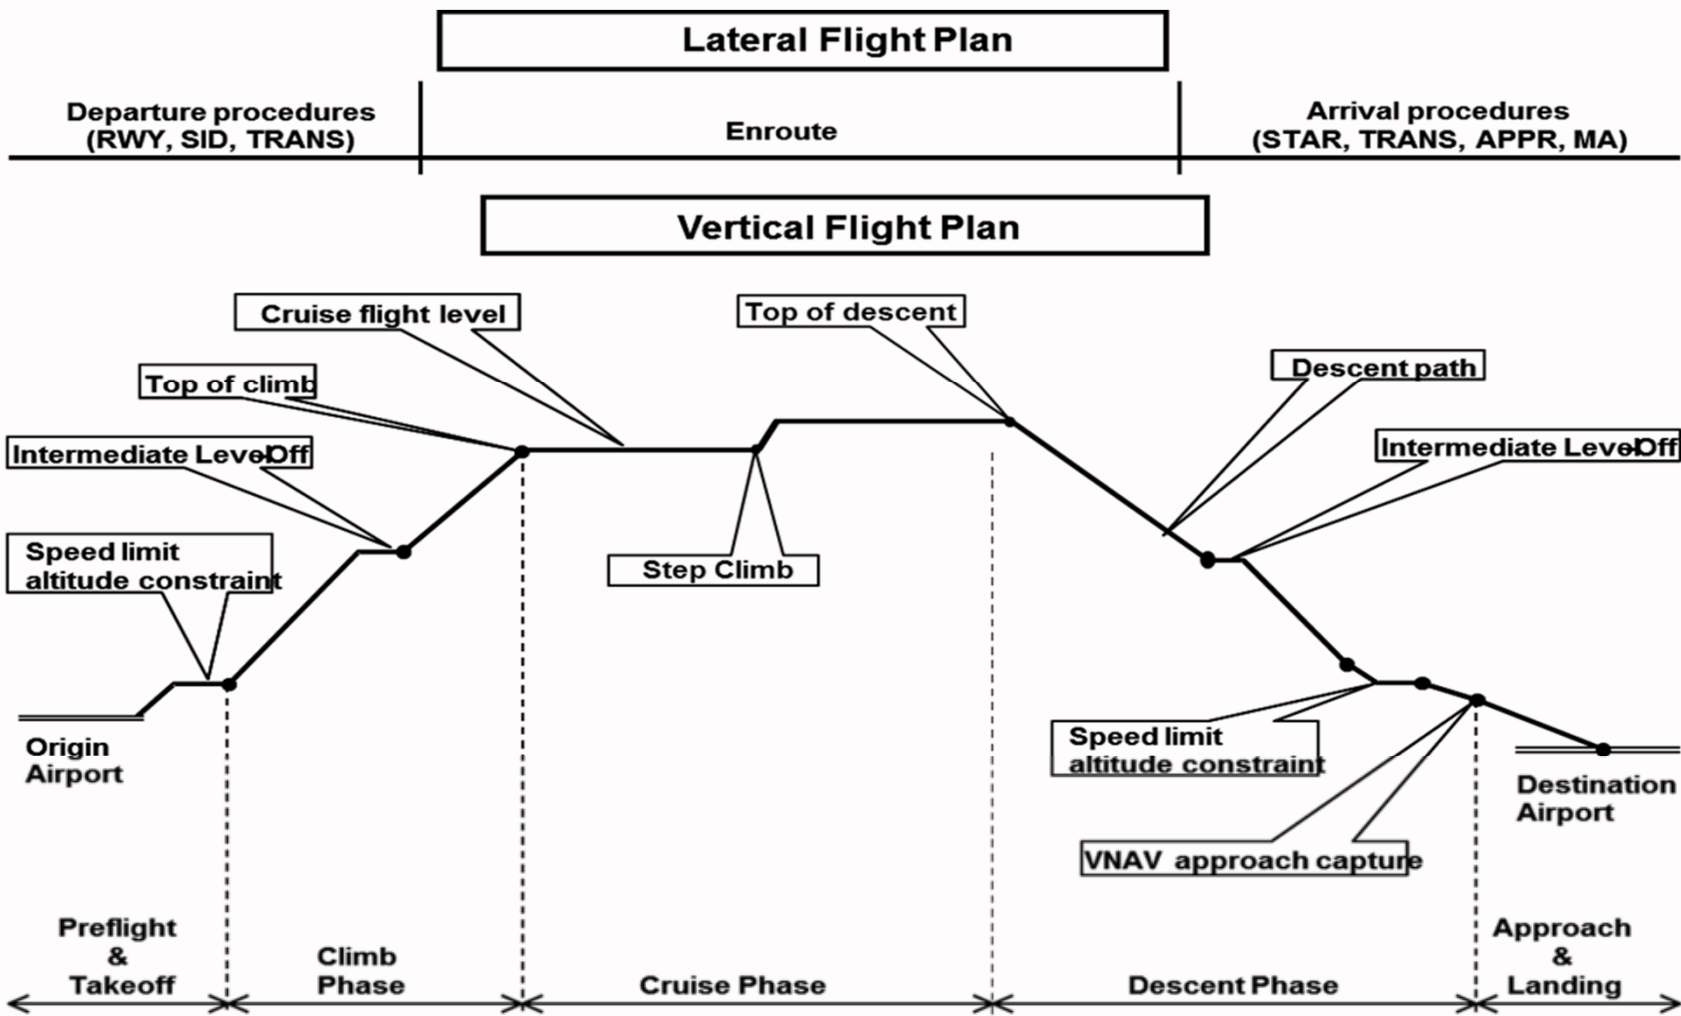 Lateral Flight Plan
Departure procedures
(RWY, SID, TRANS)
Enroute
Arrival procedures
(STAR, TRANS, APPR, MA)
Vertical Flight Plan
Cruise flight level
Top of descent
Top of climb
Descent path
Intermediate Level-Off
Intermediate Level-Off
Speed limit
altitude constraint
Step Climb
Origin
Airport
Speed limit
altitude constraint
Destination
Airport
VNAV approach capture
Preflight
&
Takeoff
Climb
Phase
Cruise Phase
Descent Phase
Approach
&
Landing